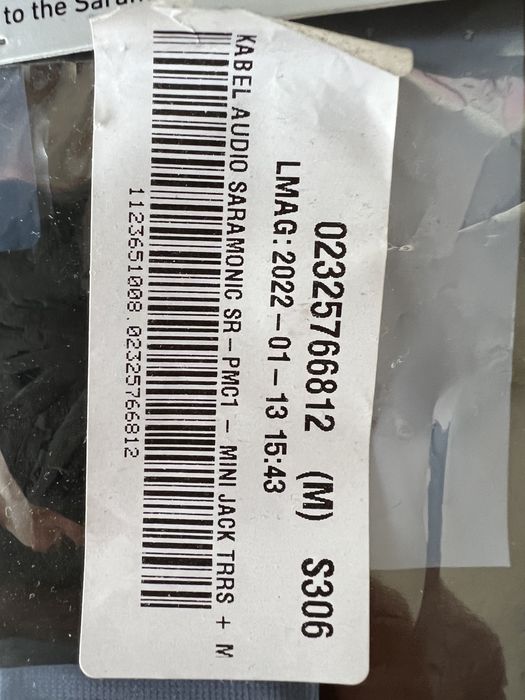 to the Saram
02325766812 (M) S306
LMAG: 2022-01-13 15:43
KABEL AUDIO SARAMONIC SR-PMC1 - MINI JACK TRRS + M
1123651008.02325766812